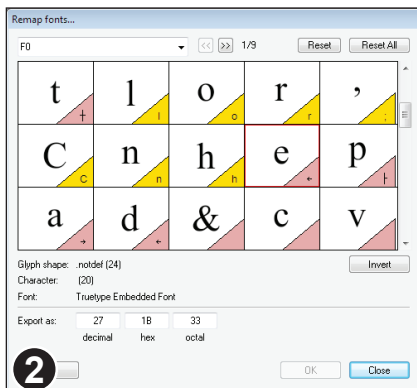 Remap fonts...
F0 << >> 1/9 Reset Reset All
t l o r ,
┼ l o r ;
C n h e p
C n h ← ├
a d & c v
→ ←
Glyph shape: .notdef (24) Invert
Character: (20)
Font: Truetype Embedded Font
Export as: 27 1B 33
decimal hex octal
2 OK Close